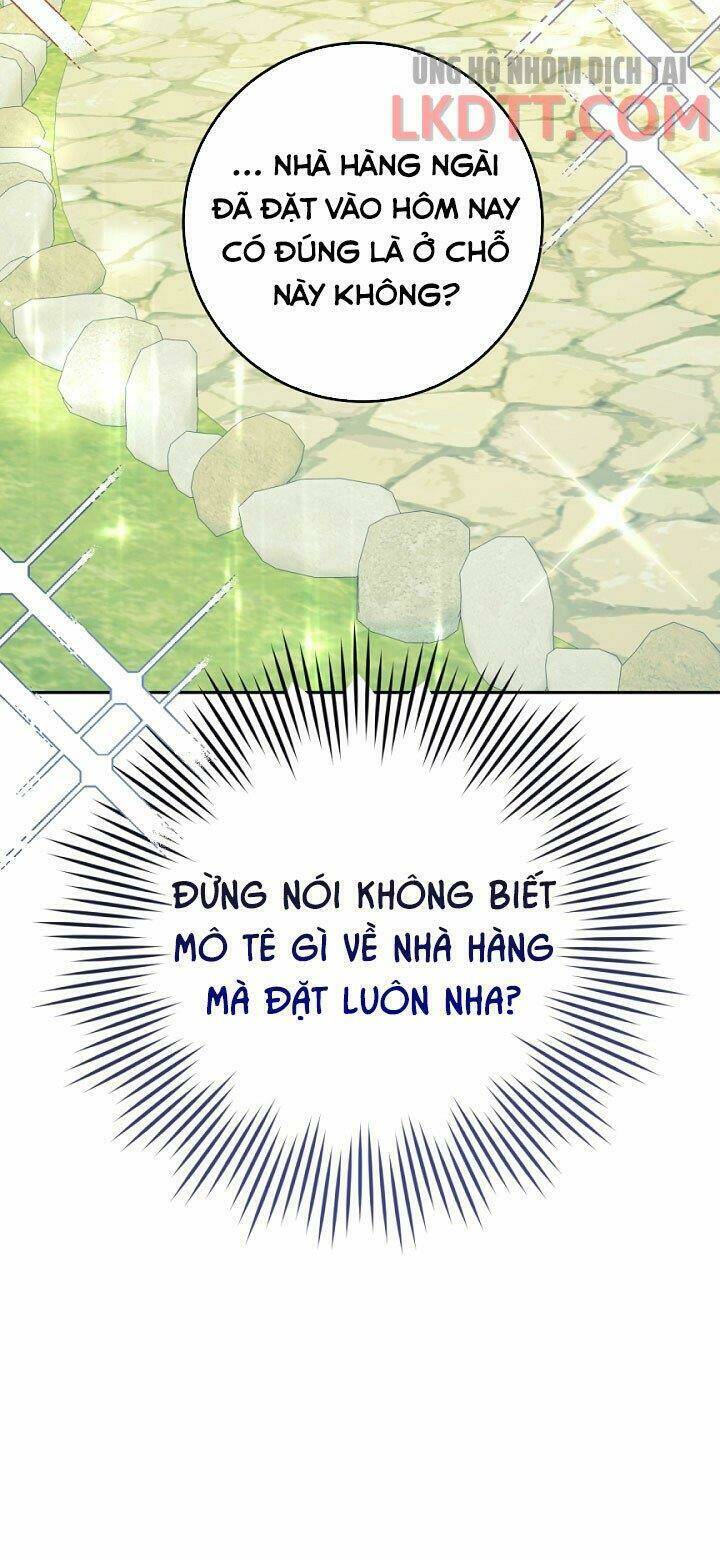 ỦNG HỘ NHÓM DỊCH TẠI
LKDTT.COM
... NHÀ HÀNG NGÀI
ĐÃ ĐẶT VÀO HÔM NAY
CÓ ĐÚNG LÀ Ở CHỖ
NÀY KHÔNG?
ĐỪNG NÓI KHÔNG BIẾT
MÔ TÊ GÌ VỀ NHÀ HÀNG
MÀ ĐẶT LUÔN NHA?